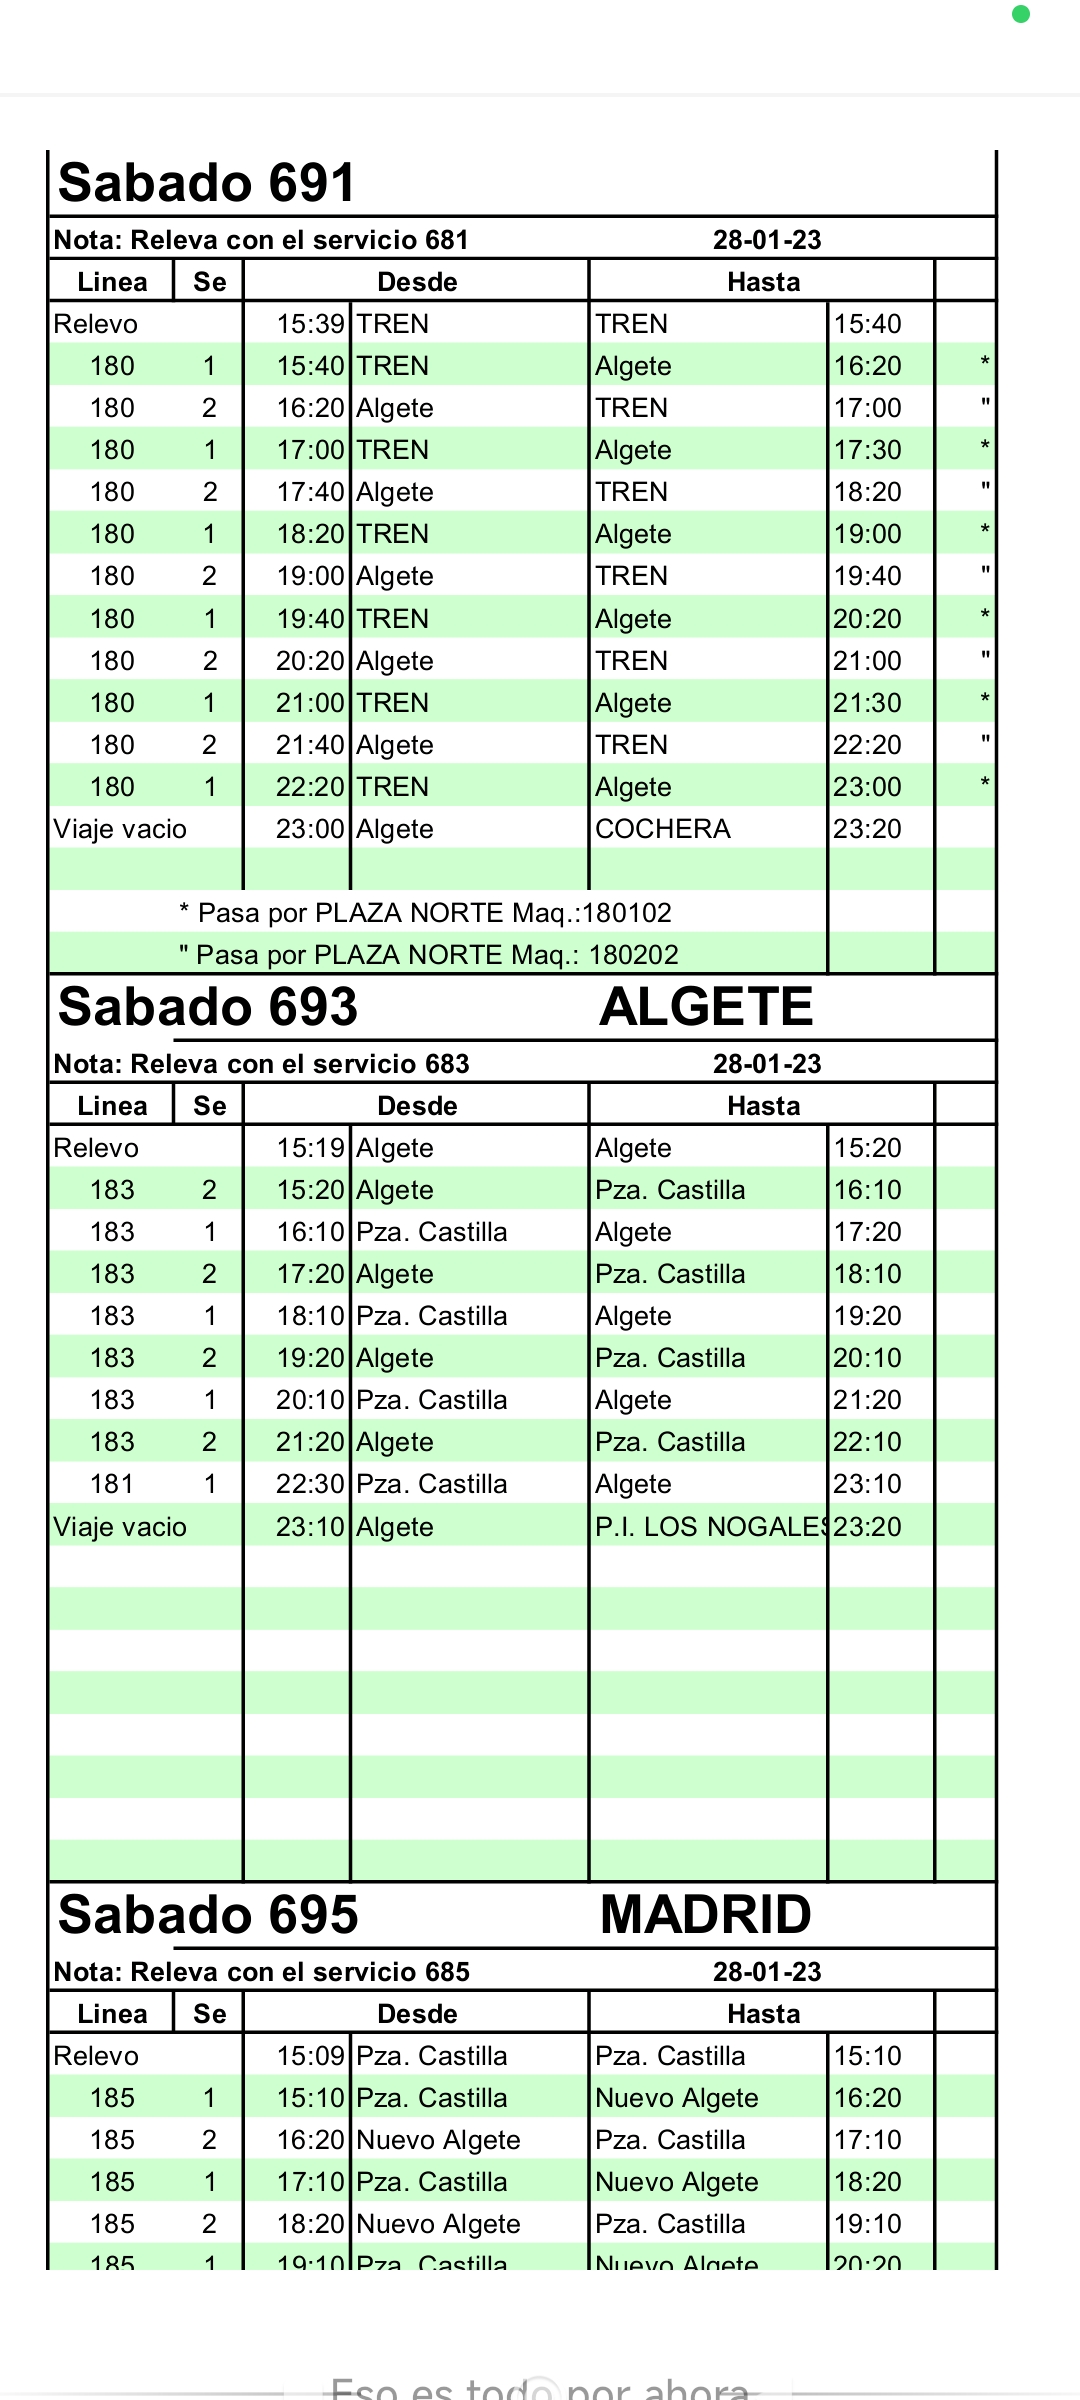 Sabado 691
Nota: Releva con el servicio 681 28-01-23
Linea Se Desde Hasta
Relevo 15:39 TREN TREN 15:40
180 1 15:40 TREN Algete 16:20 *
180 2 16:20 Algete TREN 17:00 "
180 1 17:00 TREN Algete 17:30 *
180 2 17:40 Algete TREN 18:20 "
180 1 18:20 TREN Algete 19:00 *
180 2 19:00 Algete TREN 19:40 "
180 1 19:40 TREN Algete 20:20 *
180 2 20:20 Algete TREN 21:00 "
180 1 21:00 TREN Algete 21:30 *
180 2 21:40 Algete TREN 22:20 "
180 1 22:20 TREN Algete 23:00 *
Viaje vacio 23:00 Algete COCHERA 23:20
* Pasa por PLAZA NORTE Maq.:180102
" Pasa por PLAZA NORTE Maq.: 180202
Sabado 693 ALGETE
Nota: Releva con el servicio 683 28-01-23
Linea Se Desde Hasta
Relevo 15:19 Algete Algete 15:20
183 2 15:20 Algete Pza. Castilla 16:10
183 1 16:10 Pza. Castilla Algete 17:20
183 2 17:20 Algete Pza. Castilla 18:10
183 1 18:10 Pza. Castilla Algete 19:20
183 2 19:20 Algete Pza. Castilla 20:10
183 1 20:10 Pza. Castilla Algete 21:20
183 2 21:20 Algete Pza. Castilla 22:10
181 1 22:30 Pza. Castilla Algete 23:10
Viaje vacio 23:10 Algete P.I. LOS NOGALES 23:20
Sabado 695 MADRID
Nota: Releva con el servicio 685 28-01-23
Linea Se Desde Hasta
Relevo 15:09 Pza. Castilla Pza. Castilla 15:10
185 1 15:10 Pza. Castilla Nuevo Algete 16:20
185 2 16:20 Nuevo Algete Pza. Castilla 17:10
185 1 17:10 Pza. Castilla Nuevo Algete 18:20
185 2 18:20 Nuevo Algete Pza. Castilla 19:10
185 1 19:10 Pza. Castilla Nuevo Algete 20:20
Eso es todo por ahora